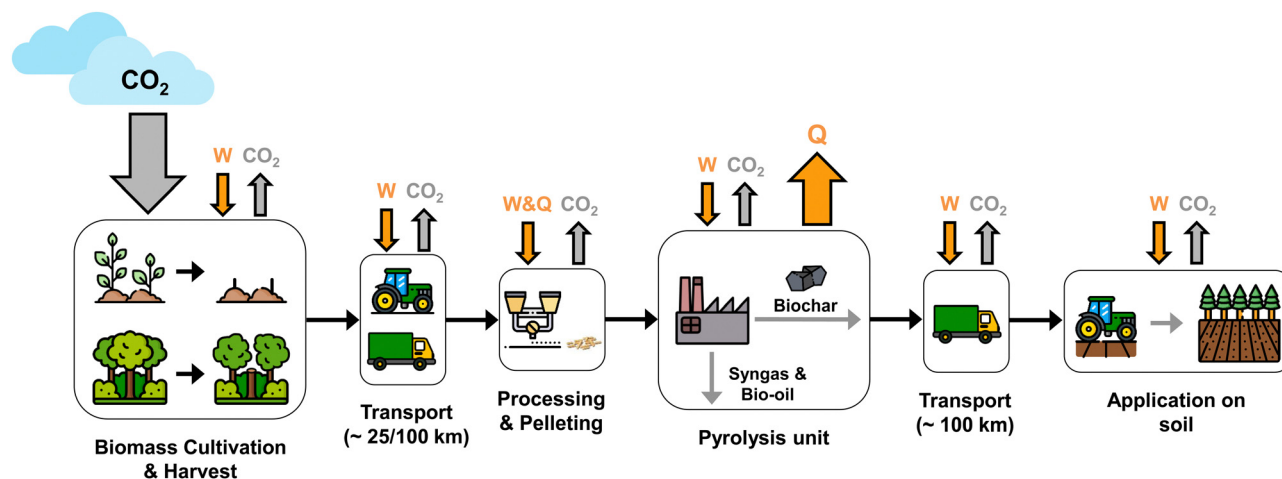 CO₂
W CO₂
Biomass Cultivation
& Harvest
W CO₂
Transport
(~ 25/100 km)
W&Q CO₂
Processing
& Pelleting
W CO₂
Q
Biochar
Syngas &
Bio-oil
Pyrolysis unit
W CO₂
Transport
(~ 100 km)
W CO₂
Application on
soil